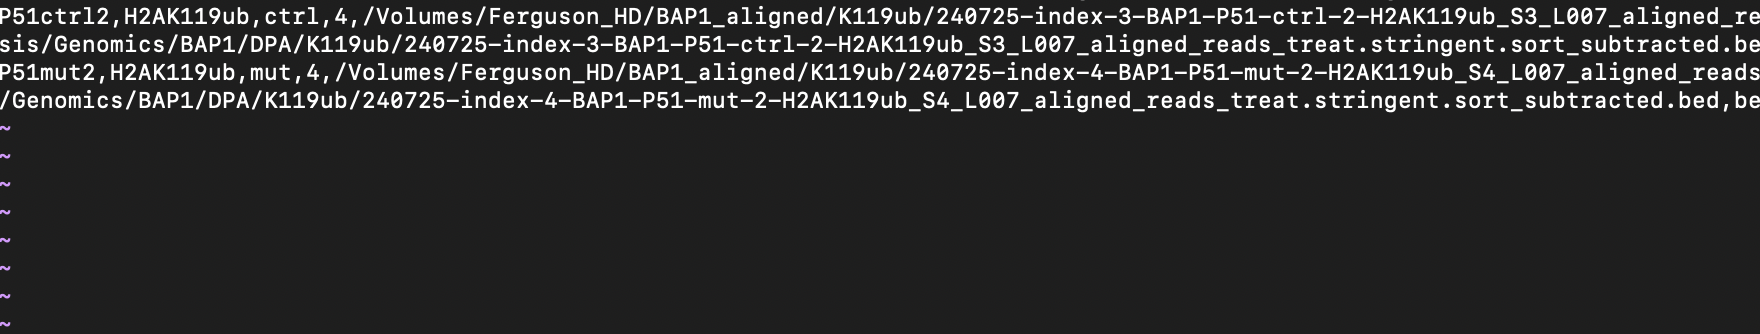 P51ctrl2,H2AK119ub,ctrl,4,/Volumes/Ferguson_HD/BAP1_aligned/K119ub/240725-index-3-BAP1-P51-ctrl-2-H2AK119ub_S3_L007_aligned_re
sis/Genomics/BAP1/DPA/K119ub/240725-index-3-BAP1-P51-ctrl-2-H2AK119ub_S3_L007_aligned_reads_treat.stringent.sort_subtracted.be
P51mut2,H2AK119ub,mut,4,/Volumes/Ferguson_HD/BAP1_aligned/K119ub/240725-index-4-BAP1-P51-mut-2-H2AK119ub_S4_L007_aligned_reads
/Genomics/BAP1/DPA/K119ub/240725-index-4-BAP1-P51-mut-2-H2AK119ub_S4_L007_aligned_reads_treat.stringent.sort_subtracted.bed,be
~
~
~
~
~
~
~
~